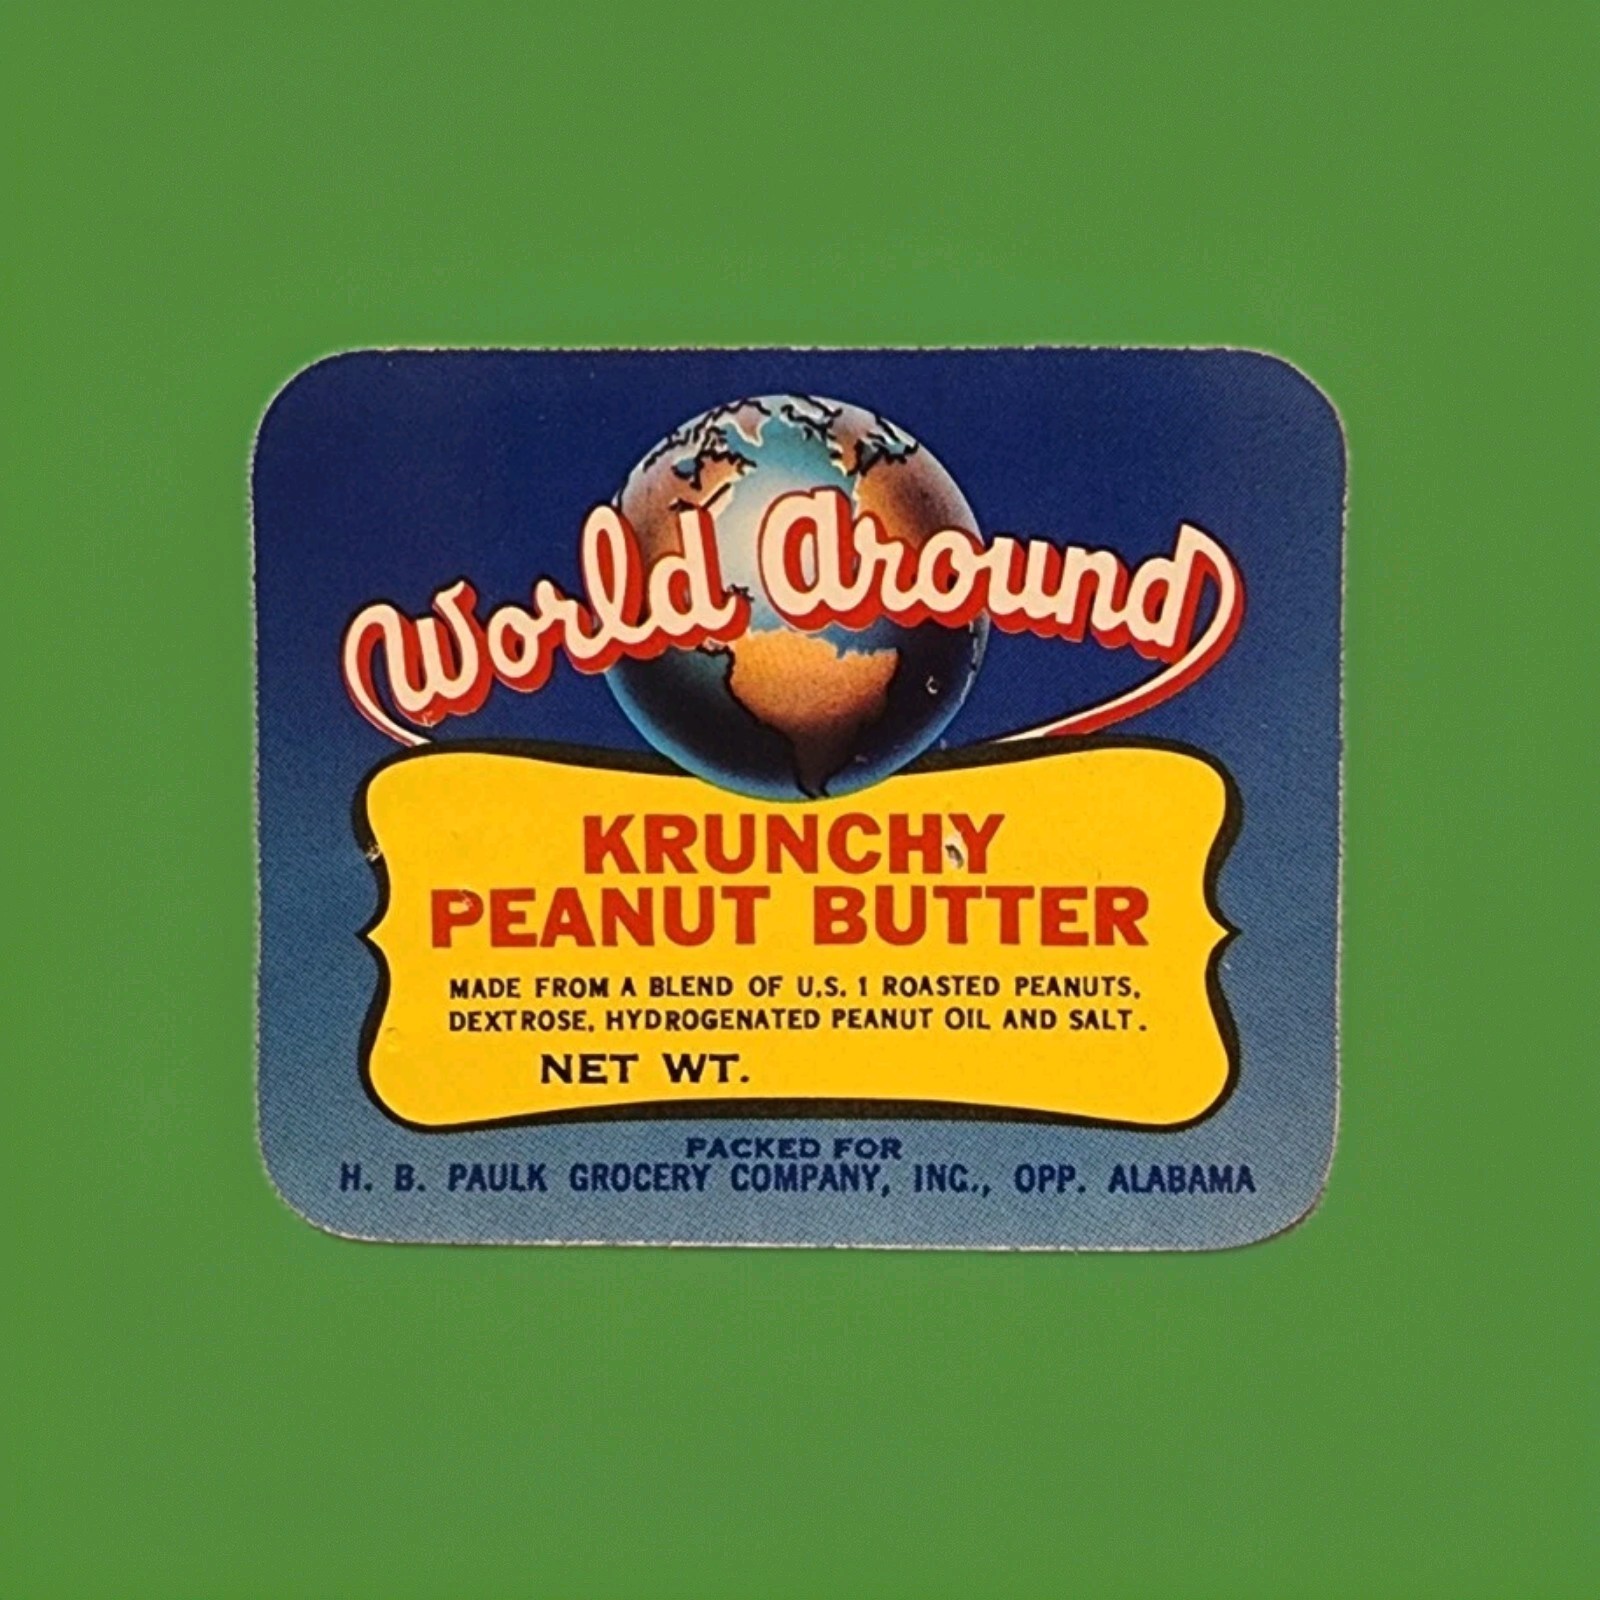 World Around
KRUNCHY
PEANUT BUTTER
MADE FROM A BLEND OF U.S. 1 ROASTED PEANUTS,
DEXTROSE, HYDROGENATED PEANUT OIL AND SALT.
NET WT.
PACKED FOR
H. B. PAULK GROCERY COMPANY, INC., OPP. ALABAMA